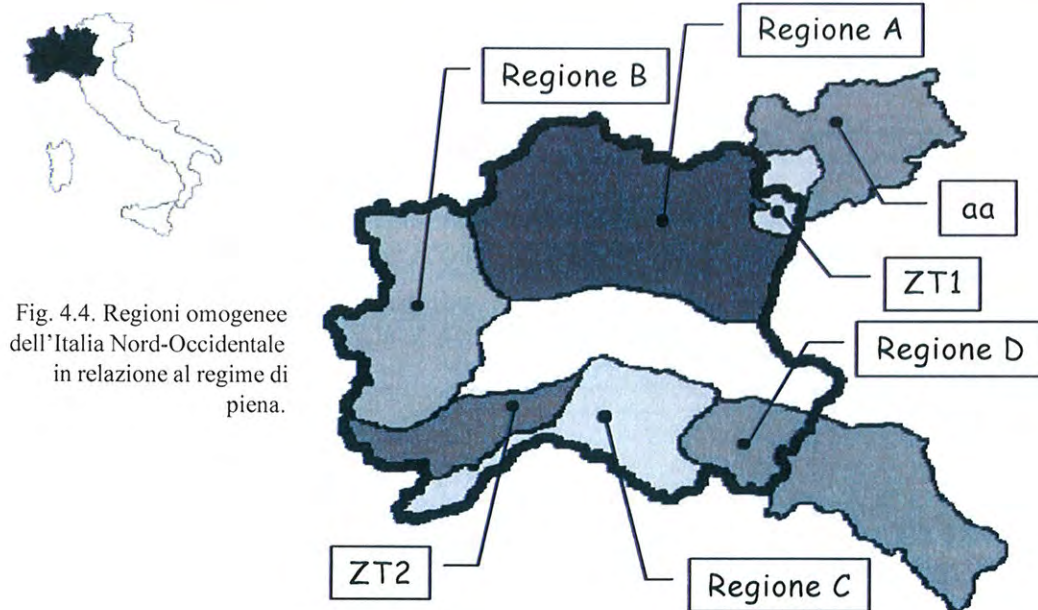 Regione A
Regione B
aa
ZT1
Fig. 4.4. Regioni omogenee
dell’Italia Nord-Occidentale
in relazione al regime di
piena.
Regione D
ZT2
Regione C